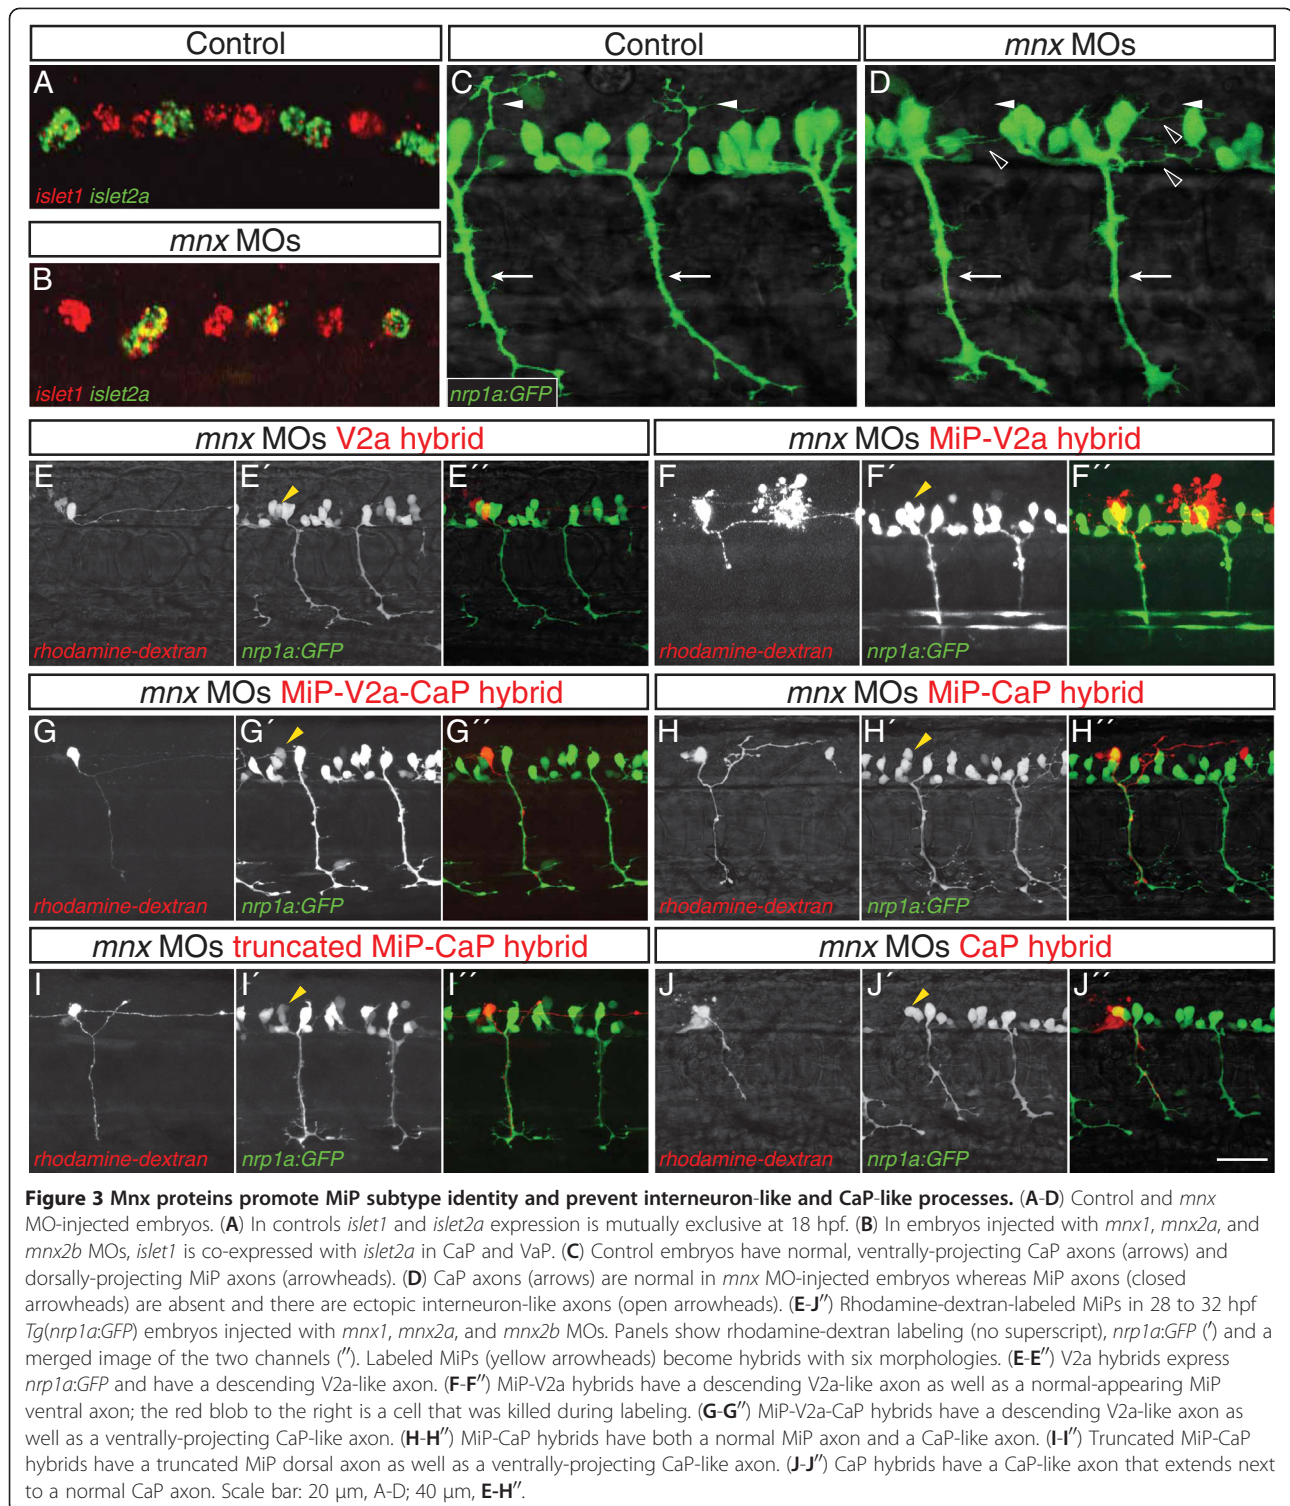 Control
Control
mnx MOs
A
islet1 islet2a
C
nrp1a:GFP
D
mnx MOs
B
islet1 islet2a
mnx MOs V2a hybrid
mnx MOs MiP-V2a hybrid
E
rhodamine-dextran
E′
nrp1a:GFP
E′′
F
rhodamine-dextran
F′
nrp1a:GFP
F′′
mnx MOs MiP-V2a-CaP hybrid
mnx MOs MiP-CaP hybrid
G
rhodamine-dextran
G′
nrp1a:GFP
G′′
H
rhodamine-dextran
H′
nrp1a:GFP
H′′
mnx MOs truncated MiP-CaP hybrid
mnx MOs CaP hybrid
I
rhodamine-dextran
I′
nrp1a:GFP
I′′
J
rhodamine-dextran
J′
nrp1a:GFP
J′′
Figure 3 Mnx proteins promote MiP subtype identity and prevent interneuron-like and CaP-like processes. (A-D) Control and mnx
MO-injected embryos. (A) In controls islet1 and islet2a expression is mutually exclusive at 18 hpf. (B) In embryos injected with mnx1, mnx2a, and
mnx2b MOs, islet1 is co-expressed with islet2a in CaP and VaP. (C) Control embryos have normal, ventrally-projecting CaP axons (arrows) and
dorsally-projecting MiP axons (arrowheads). (D) CaP axons (arrows) are normal in mnx MO-injected embryos whereas MiP axons (closed
arrowheads) are absent and there are ectopic interneuron-like axons (open arrowheads). (E-J′′) Rhodamine-dextran-labeled MiPs in 28 to 32 hpf
Tg(nrp1a:GFP) embryos injected with mnx1, mnx2a, and mnx2b MOs. Panels show rhodamine-dextran labeling (no superscript), nrp1a:GFP (′) and a
merged image of the two channels (′′). Labeled MiPs (yellow arrowheads) become hybrids with six morphologies. (E-E′′) V2a hybrids express
nrp1a:GFP and have a descending V2a-like axon. (F-F′′) MiP-V2a hybrids have a descending V2a-like axon as well as a normal-appearing MiP
ventral axon; the red blob to the right is a cell that was killed during labeling. (G-G′′) MiP-V2a-CaP hybrids have a descending V2a-like axon as
well as a ventrally-projecting CaP-like axon. (H-H′′) MiP-CaP hybrids have both a normal MiP axon and a CaP-like axon. (I-I′′) Truncated MiP-CaP
hybrids have a truncated MiP dorsal axon as well as a ventrally-projecting CaP-like axon. (J-J′′) CaP hybrids have a CaP-like axon that extends next
to a normal CaP axon. Scale bar: 20 μm, A-D; 40 μm, E-H′′.